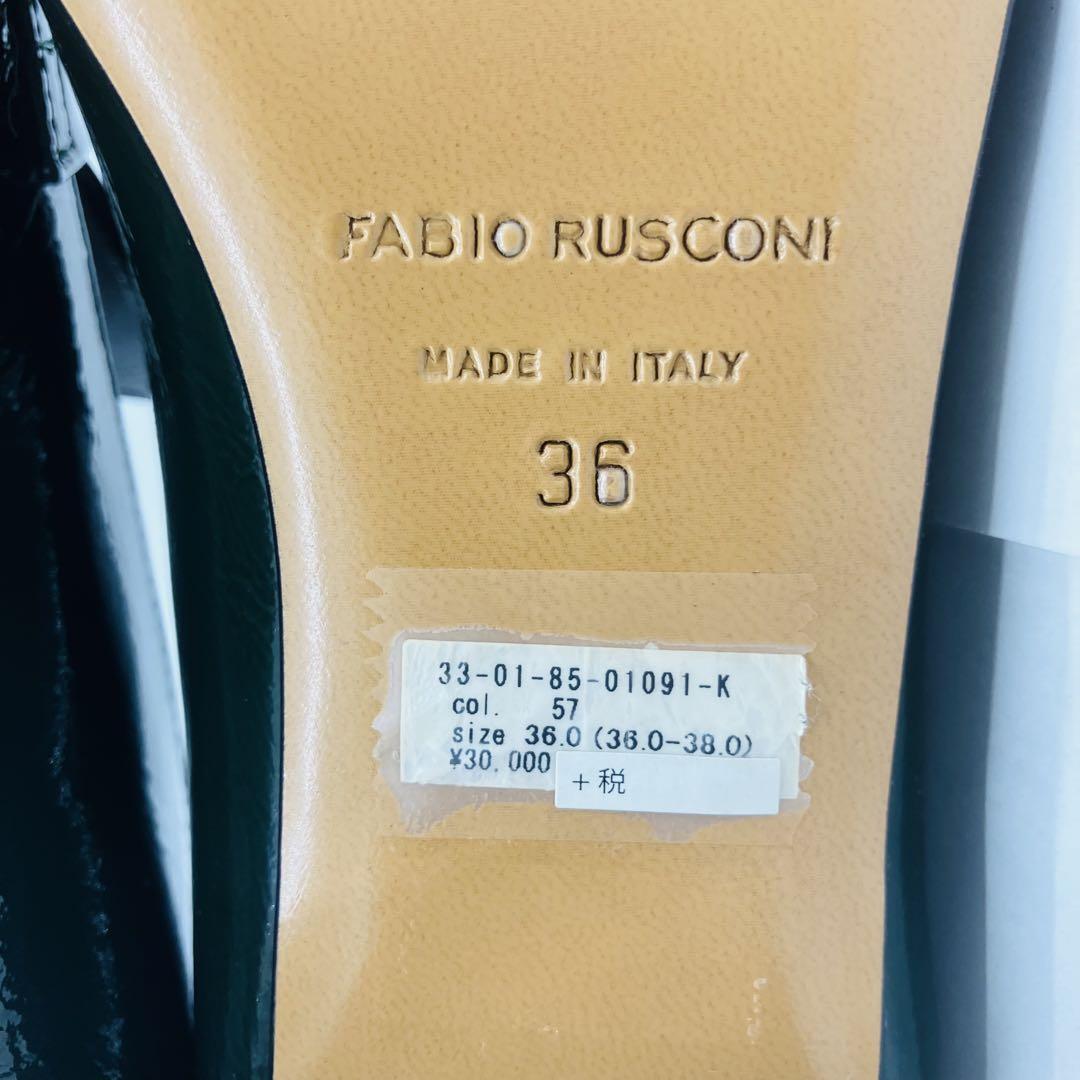 FABIO RUSCONI
MADE IN ITALY
36
33-01-85-01091-K
col. 57
size 36.0 (36.0-38.0)
¥30,000
+税